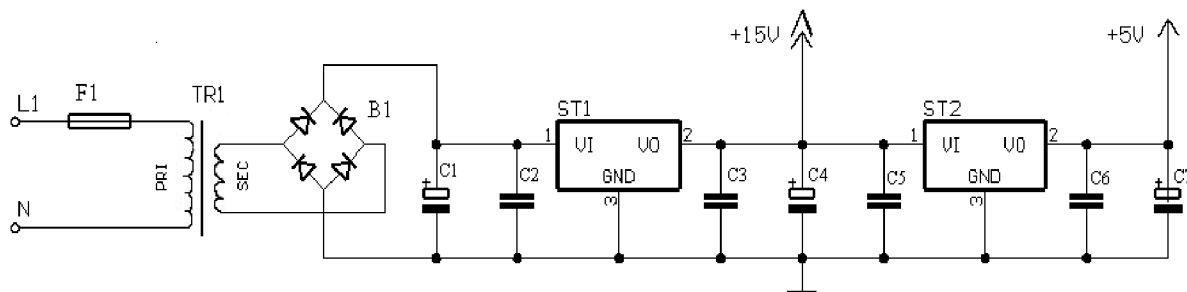 +15V
+5V
L1
F1
TR1
B1
ST1
ST2
1
VI
VO
2
GND
3
1
VI
VO
2
GND
3
PRI
SEC
+
C1
C2
C3
+
C4
C5
C6
+
C7
N